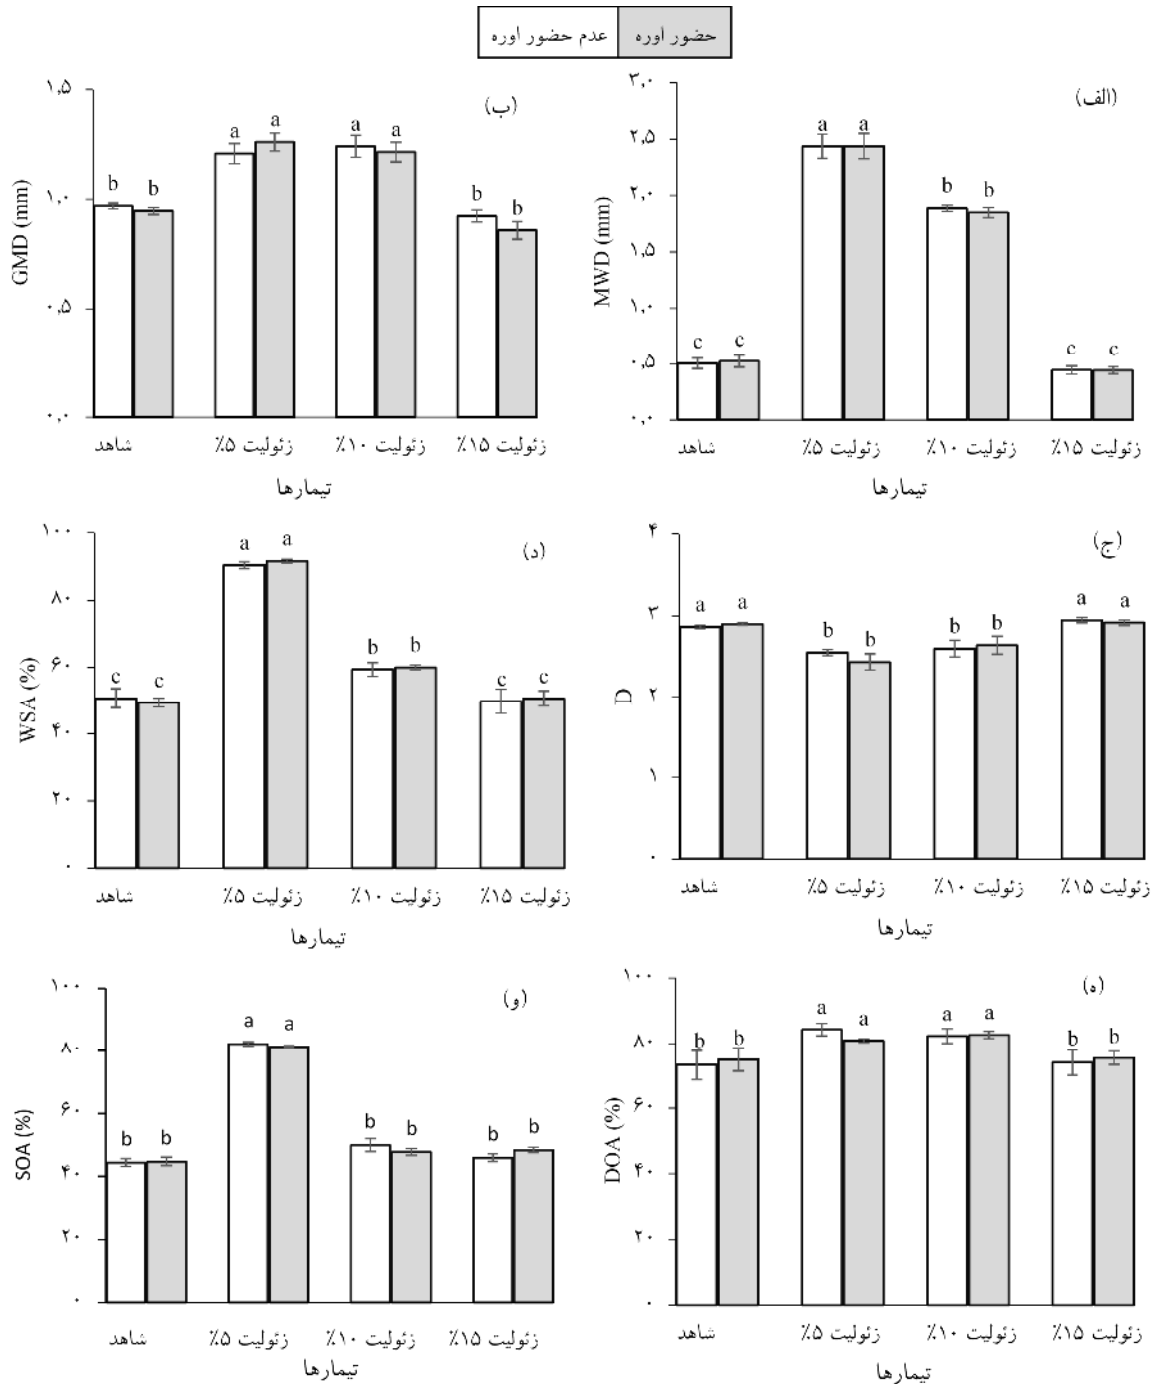 حضور اوره عدم حضور اوره
(الف)
MWD (mm)
۳٫۰
۲٫۵
۲٫۰
۱٫۵
۱٫۰
۰٫۵
۰٫۰
c c a a b b c c
شاهد زئولیت ۵٪ زئولیت ۱۰٪ زئولیت ۱۵٪
تیمارها
(ب)
GMD (mm)
۱٫۵
۱٫۰
۰٫۵
۰٫۰
b b a a a a b b
شاهد زئولیت ۵٪ زئولیت ۱۰٪ زئولیت ۱۵٪
تیمارها
(ج)
D
۴
۳
۲
۱
۰
a a b b b b a a
شاهد زئولیت ۵٪ زئولیت ۱۰٪ زئولیت ۱۵٪
تیمارها
(د)
WSA (%)
۱۰۰
۸۰
۶۰
۴۰
۲۰
۰
c c a a b b c c
شاهد زئولیت ۵٪ زئولیت ۱۰٪ زئولیت ۱۵٪
تیمارها
(ه)
DOA (%)
۱۰۰
۸۰
۶۰
۴۰
۲۰
۰
b b a a a a b b
شاهد زئولیت ۵٪ زئولیت ۱۰٪ زئولیت ۱۵٪
تیمارها
(و)
SOA (%)
۱۰۰
۸۰
۶۰
۴۰
۲۰
۰
b b a a b b b b
شاهد زئولیت ۵٪ زئولیت ۱۰٪ زئولیت ۱۵٪
تیمارها